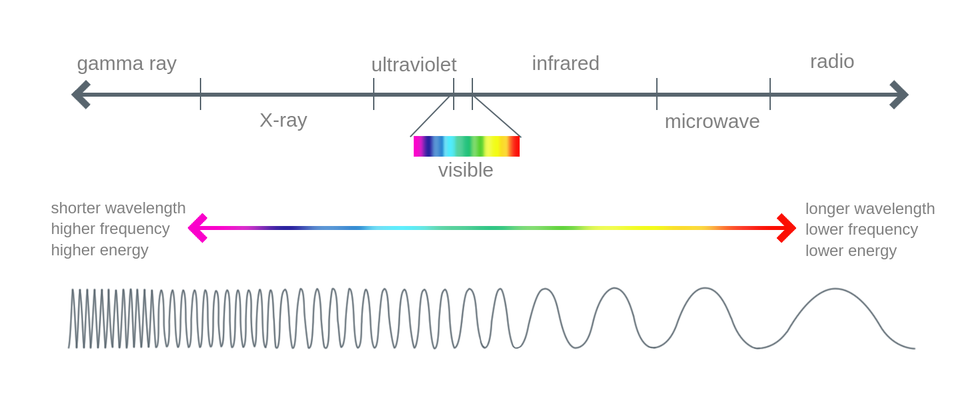 gamma ray
ultraviolet
infrared
radio
X-ray
microwave
visible
shorter wavelength
higher frequency
higher energy
longer wavelength
lower frequency
lower energy